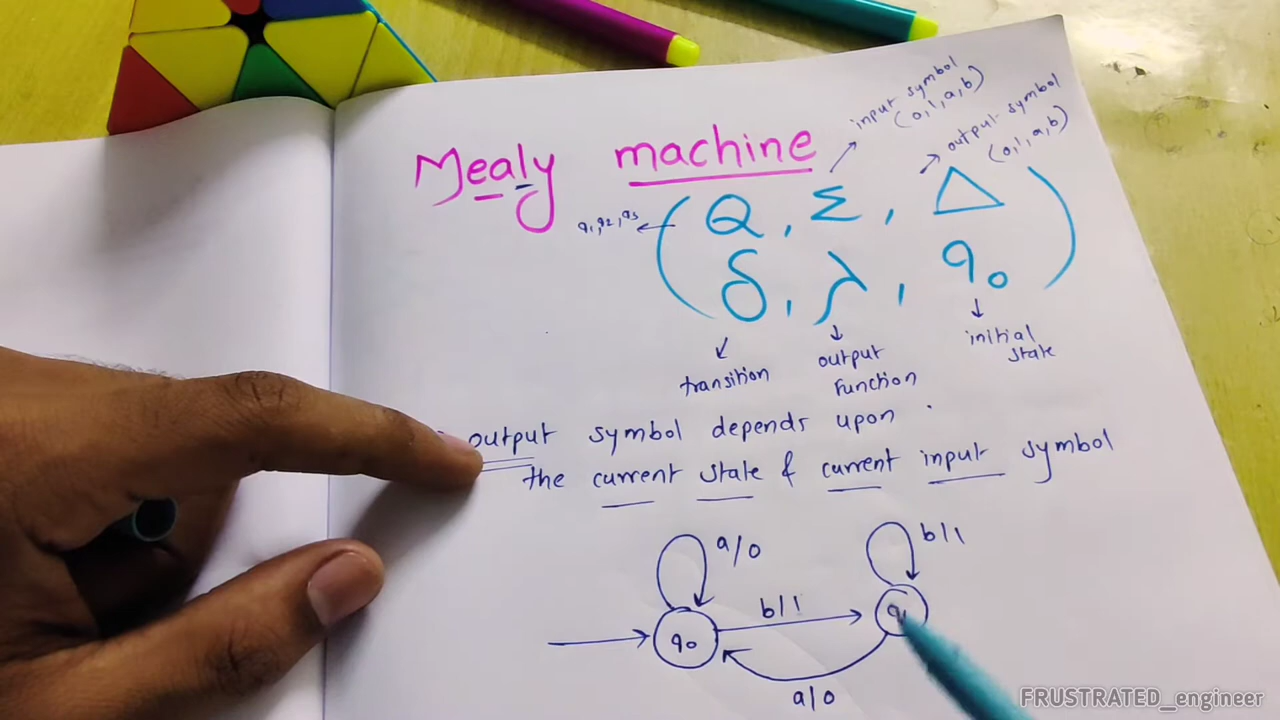 Mealy machine
input symbol
(0,1,a,b)
output symbol
(0,1,a,b)
q1,q2,q3
(Q, Σ, Δ
δ, λ, q0)
transition
output
function
initial
state
output symbol depends upon
the current state & current input symbol
a/0
b/1
b/1
q0
q1
a/0
FRUSTRATED_engineer